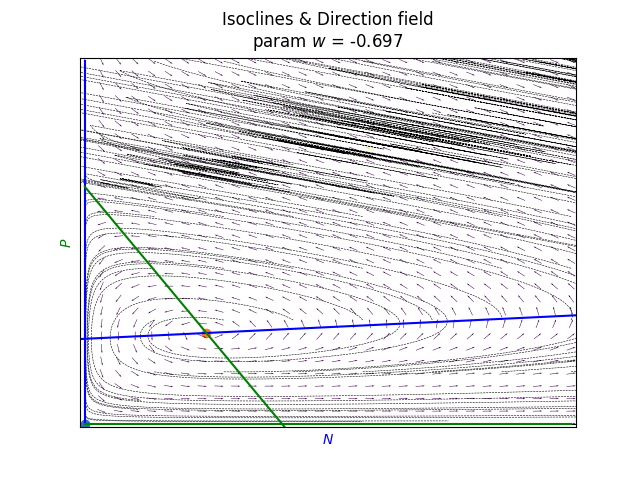 Isoclines & Direction field
param w = -0.697
P
N